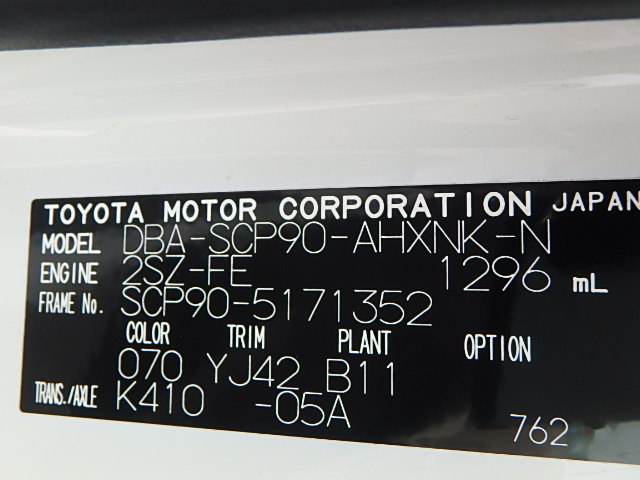 TOYOTA MOTOR CORPORATION JAPAN
MODEL DBA-SCP90-AHXNK-N
ENGINE 2SZ-FE 1296 mL
FRAME No. SCP90-5171352
COLOR TRIM PLANT OPTION
070 YJ42 B11
TRANS./AXLE K410 -05A
762